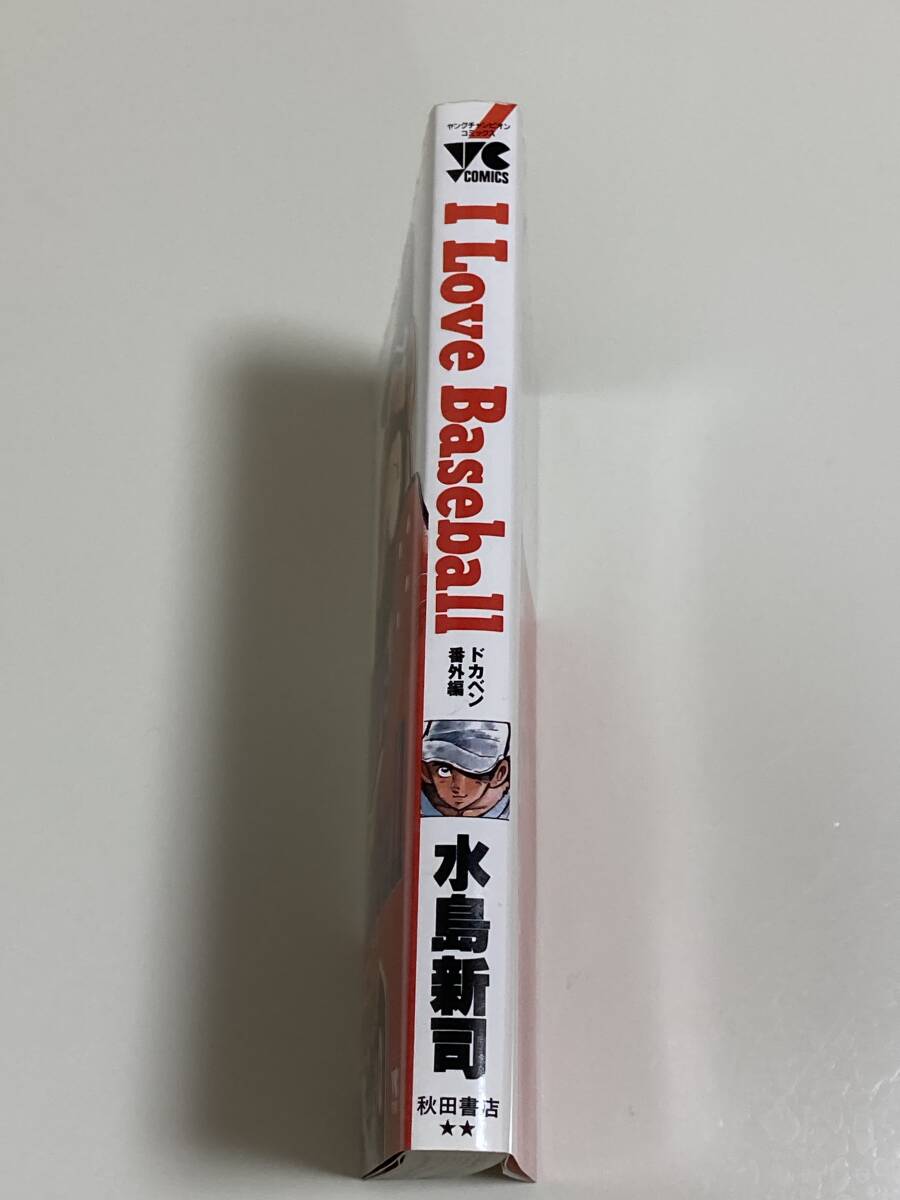 ヤングチャンピオン
コミックス
YC
COMICS
I Love Baseball
ドカベン
番外編
水島新司
秋田書店
★★